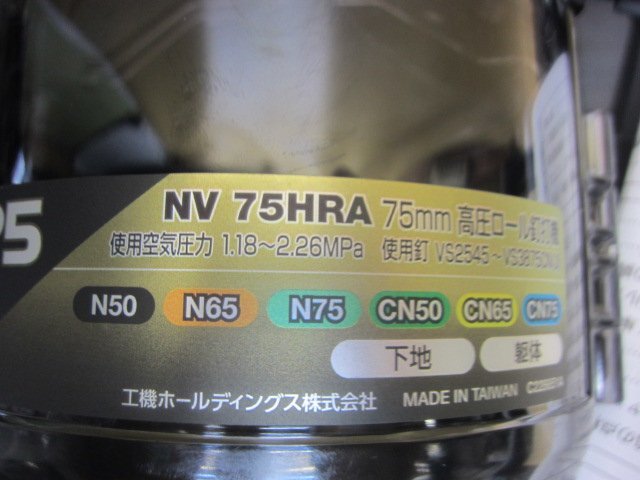 NV 75HRA 75mm 高圧ロール釘打機
使用空気圧力 1.18～2.26MPa 使用釘 VS2545～
N50 N65 N75 CN50 CN65 CN75
下地 躯体
工機ホールディングス株式会社 MADE IN TAIWAN